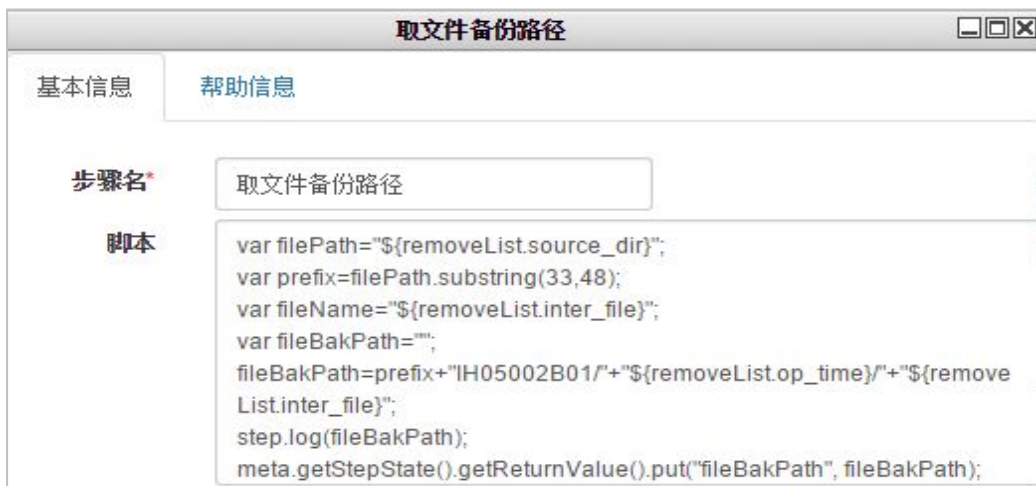 取文件备份路径
基本信息 帮助信息
步骤名* 取文件备份路径
脚本 var filePath="${removeList.source_dir}";
var prefix=filePath.substring(33,48);
var fileName="${removeList.inter_file}";
var fileBakPath="";
fileBakPath=prefix+"IH05002B01/"+"${removeList.op_time}/"+"${remove
List.inter_file}";
step.log(fileBakPath);
meta.getStepState().getReturnValue().put("fileBakPath", fileBakPath);